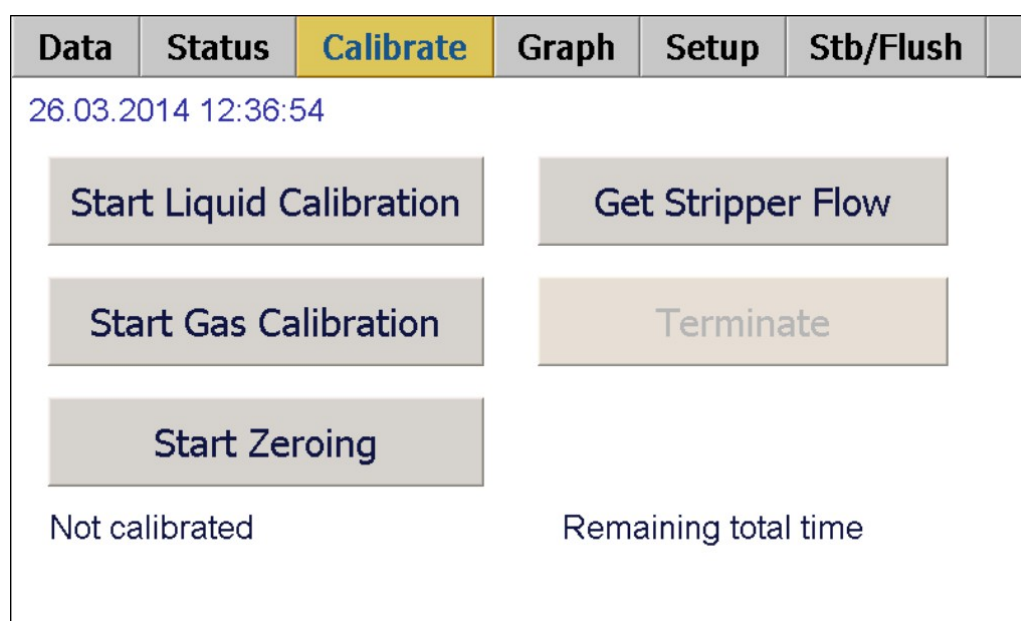 Data Status Calibrate Graph Setup Stb/Flush
26.03.2014 12:36:54
Start Liquid Calibration Get Stripper Flow
Start Gas Calibration Terminate
Start Zeroing
Not calibrated Remaining total time